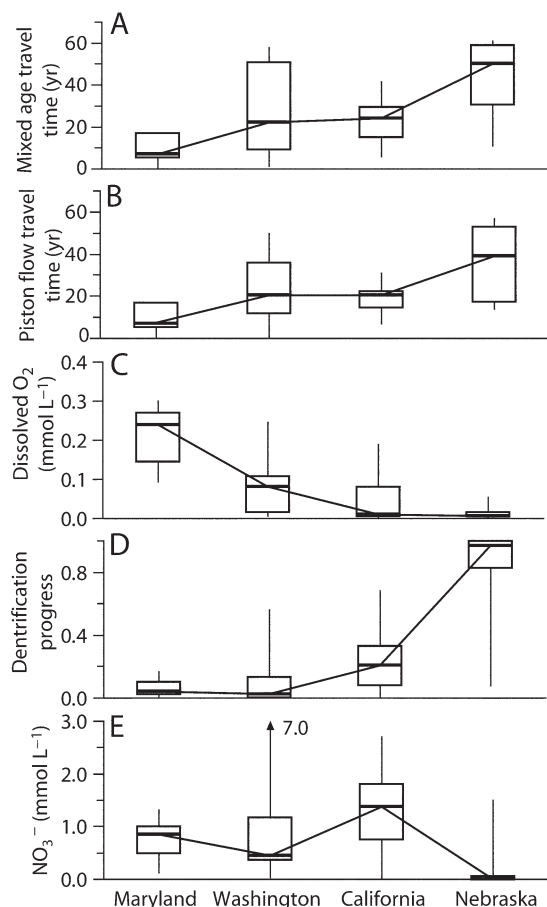 A
Mixed age travel
time (yr)
60
40
20
0
B
Piston flow travel
time (yr)
60
40
20
0
C
Dissolved O2
(mmol L−1)
0.4
0.3
0.2
0.1
0.0
D
Dentrification
progress
0.8
0.4
0.0
E
NO3− (mmol L−1)
3.0
2.0
1.0
0.0
7.0
Maryland Washington California Nebraska